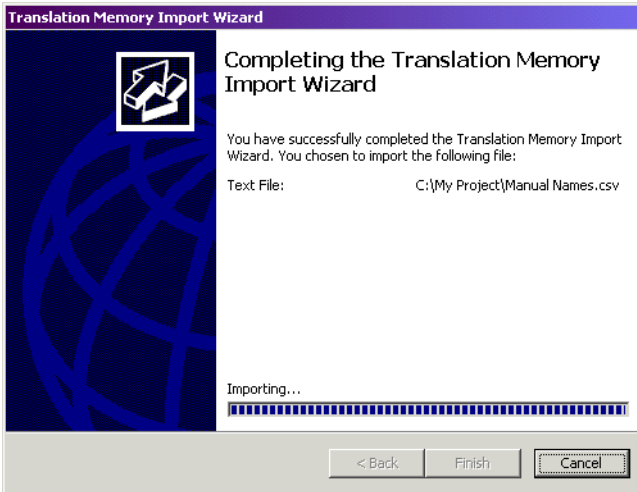 Translation Memory Import Wizard
Completing the Translation Memory
Import Wizard
You have successfully completed the Translation Memory Import
Wizard. You chosen to import the following file:
Text File: C:\My Project\Manual Names.csv
Importing...
< Back Finish Cancel